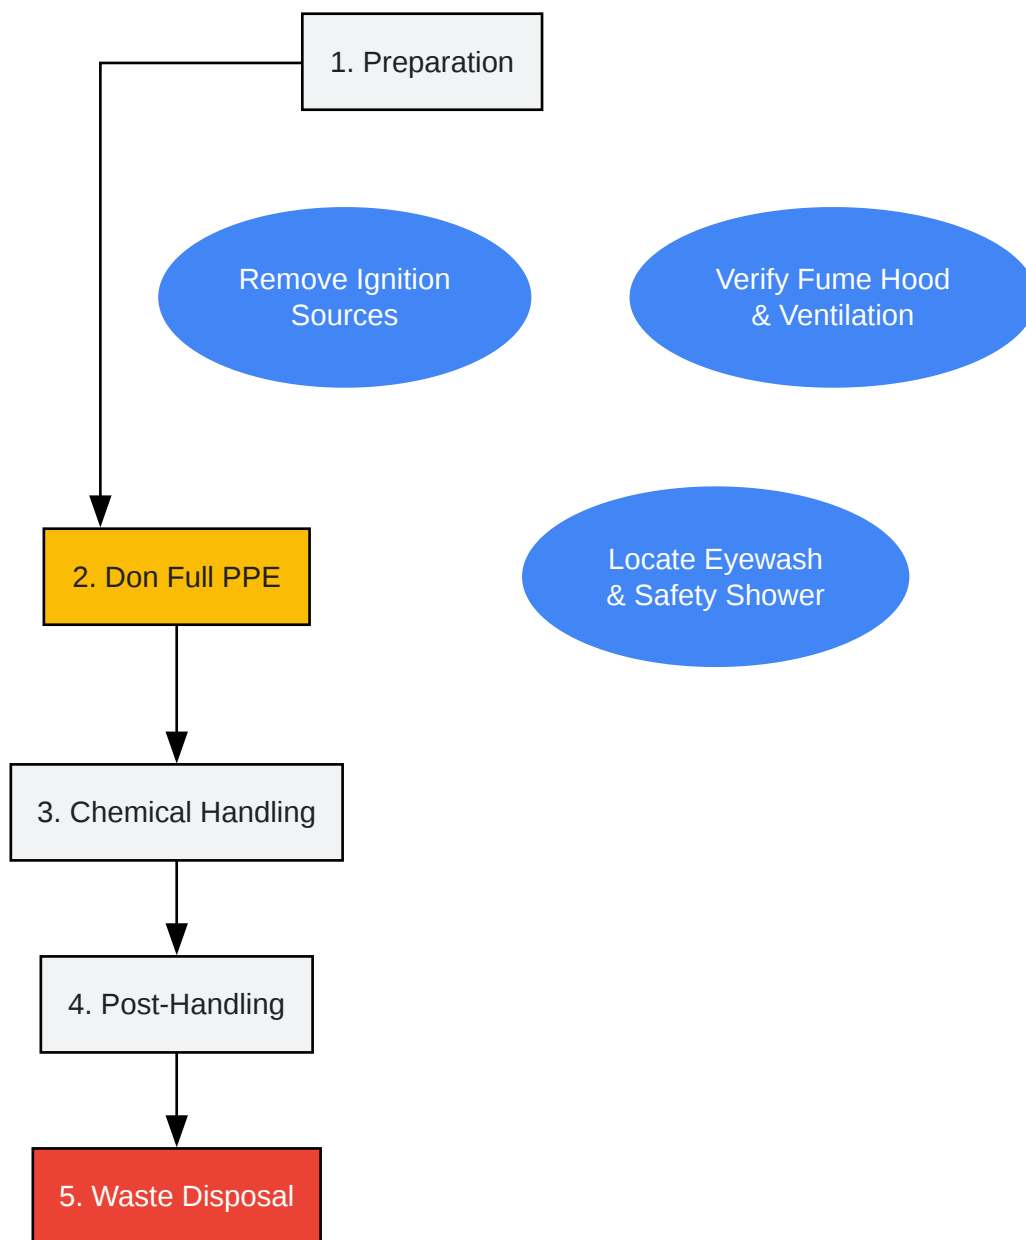 1. Preparation
Remove Ignition
Sources
Verify Fume Hood
& Ventilation
2. Don Full PPE
Locate Eyewash
& Safety Shower
3. Chemical Handling
4. Post-Handling
5. Waste Disposal